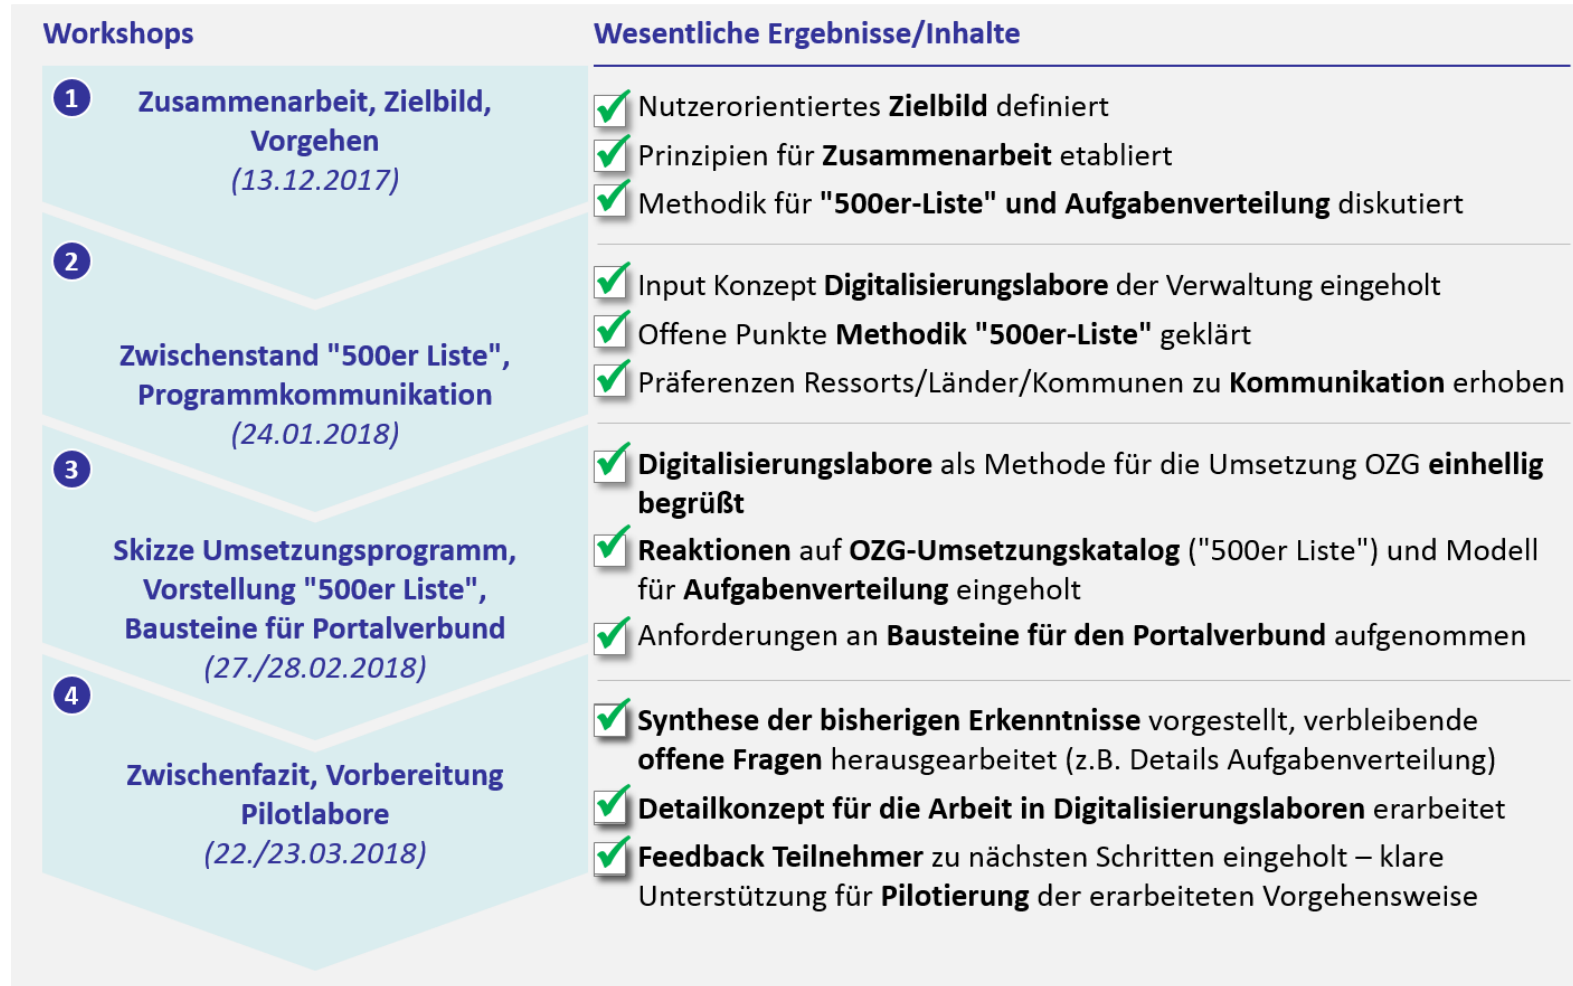 Workshops
Wesentliche Ergebnisse/Inhalte
1
Zusammenarbeit, Zielbild,
Vorgehen
(13.12.2017)
Nutzerorientiertes Zielbild definiert
Prinzipien für Zusammenarbeit etabliert
Methodik für "500er-Liste" und Aufgabenverteilung diskutiert
2
Zwischenstand "500er Liste",
Programmkommunikation
(24.01.2018)
Input Konzept Digitalisierungslabore der Verwaltung eingeholt
Offene Punkte Methodik "500er-Liste" geklärt
Präferenzen Ressorts/Länder/Kommunen zu Kommunikation erhoben
3
Skizze Umsetzungsprogramm,
Vorstellung "500er Liste",
Bausteine für Portalverbund
(27./28.02.2018)
Digitalisierungslabore als Methode für die Umsetzung OZG einhellig
begrüßt
Reaktionen auf OZG-Umsetzungskatalog ("500er Liste") und Modell
für Aufgabenverteilung eingeholt
Anforderungen an Bausteine für den Portalverbund aufgenommen
4
Zwischenfazit, Vorbereitung
Pilotlabore
(22./23.03.2018)
Synthese der bisherigen Erkenntnisse vorgestellt, verbleibende
offene Fragen herausgearbeitet (z.B. Details Aufgabenverteilung)
Detailkonzept für die Arbeit in Digitalisierungslaboren erarbeitet
Feedback Teilnehmer zu nächsten Schritten eingeholt – klare
Unterstützung für Pilotierung der erarbeiteten Vorgehensweise